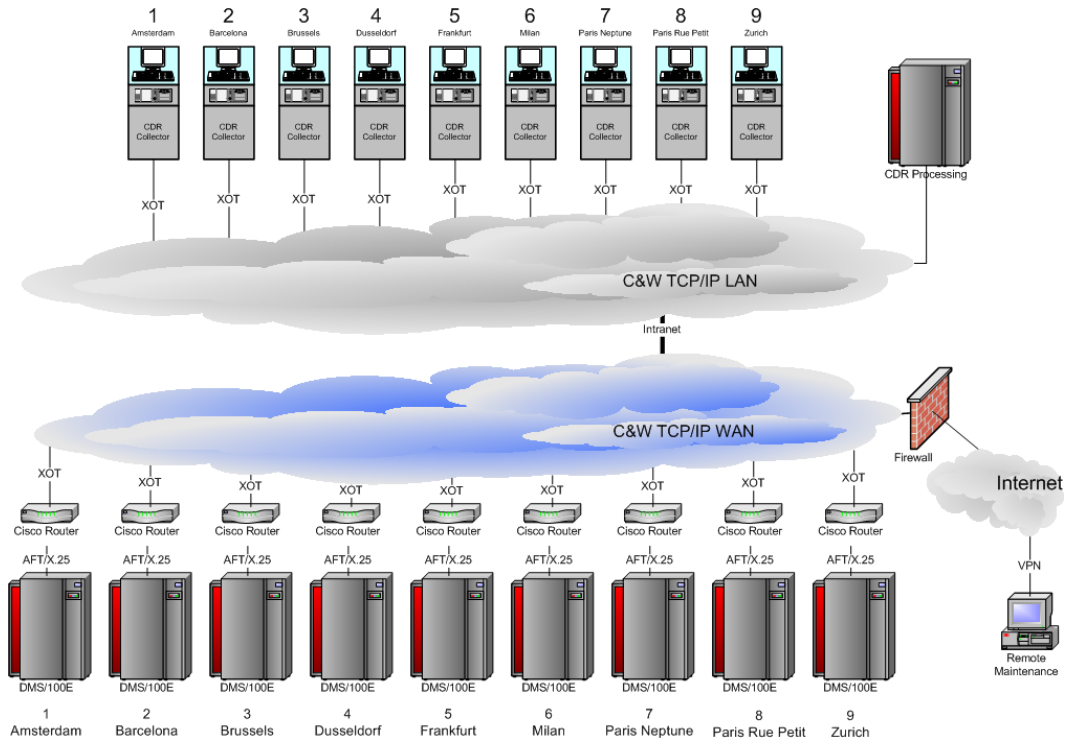 1 2 3 4 5 6 7 8 9
Amsterdam Barcelona Brussels Dusseldorf Frankfurt Milan Paris Neptune Paris Rue Petit Zurich
CDR Collector CDR Collector CDR Collector CDR Collector CDR Collector CDR Collector CDR Collector CDR Collector CDR Collector
CDR Processing
XOT XOT XOT XOT XOT XOT XOT XOT XOT
C&W TCP/IP LAN
Intranet
C&W TCP/IP WAN
Firewall
XOT XOT XOT XOT XOT XOT XOT XOT XOT
Internet
Cisco Router Cisco Router Cisco Router Cisco Router Cisco Router Cisco Router Cisco Router Cisco Router Cisco Router
AFT/X.25 AFT/X.25 AFT/X.25 AFT/X.25 AFT/X.25 AFT/X.25 AFT/X.25 AFT/X.25 AFT/X.25
VPN
Remote
Maintenance
DMS/100E DMS/100E DMS/100E DMS/100E DMS/100E DMS/100E DMS/100E DMS/100E DMS/100E
1 2 3 4 5 6 7 8 9
Amsterdam Barcelona Brussels Dusseldorf Frankfurt Milan Paris Neptune Paris Rue Petit Zurich